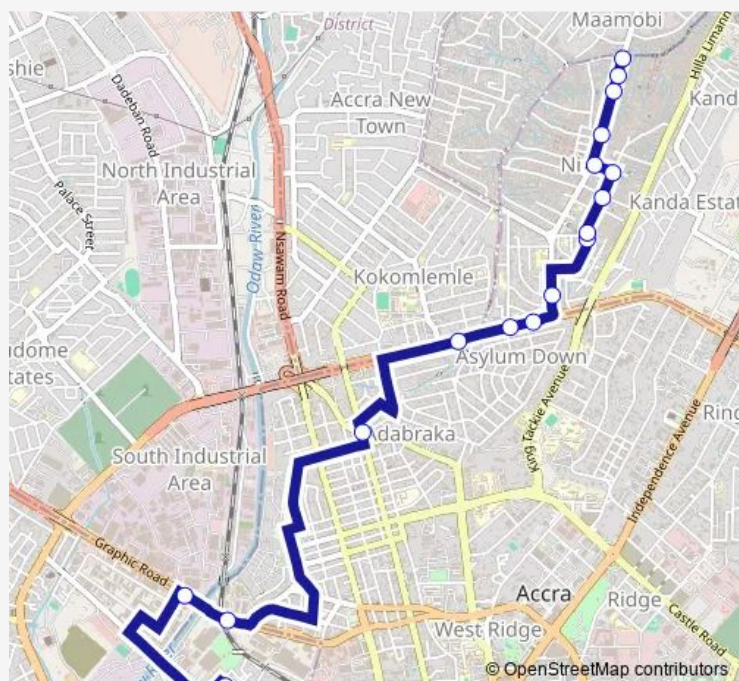 Maamobi
District
Hilla Limann
shie
Dadeban Road
Accra New
Town
Kand
North Industrial
Area
Ni
Palace Street
Kanda Estat
Odaw River
Nsawam Road
Kokomlemle
udome
states
Asylum Down
King Tackie Avenue
Ring
Adabraka
Independence Avenue
South Industrial
Area
Graphic Road
Accra
Ridge
Castle Road
West Ridge
© OpenStreetMap contributors